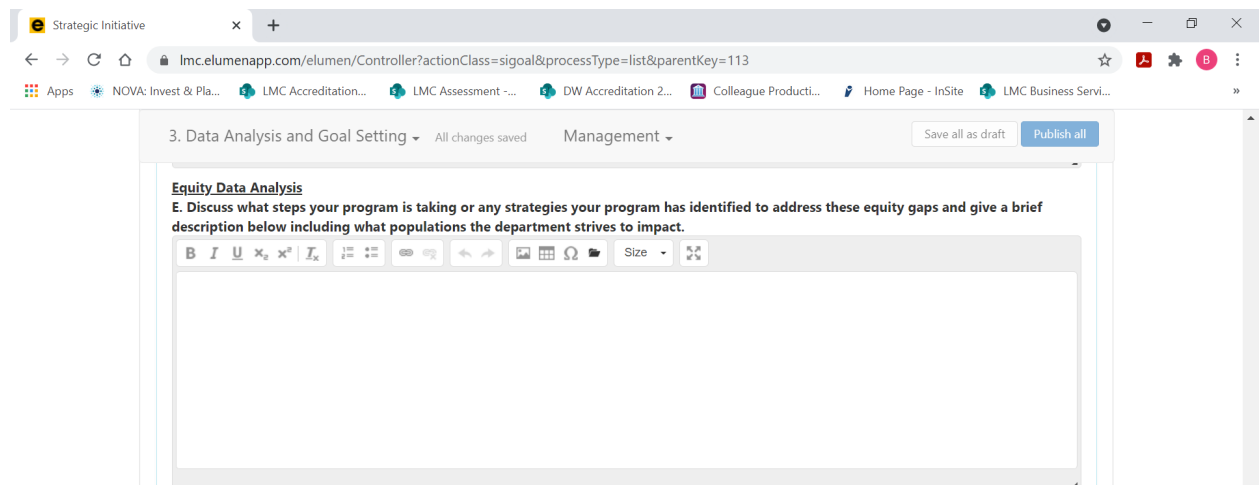 Strategic Initiative
lmc.elumenapp.com/elumen/Controller?actionClass=sigoal&processType=list&parentKey=113
B
Apps NOVA: Invest & Pla... LMC Accreditation... LMC Assessment -... DW Accreditation 2... Colleague Producti... Home Page - InSite LMC Business Servi... »
3. Data Analysis and Goal Setting All changes saved Management Save all as draft Publish all
Equity Data Analysis
E. Discuss what steps your program is taking or any strategies your program has identified to address these equity gaps and give a brief
description below including what populations the department strives to impact.
B I U x₂ x² Iₓ Ω Size